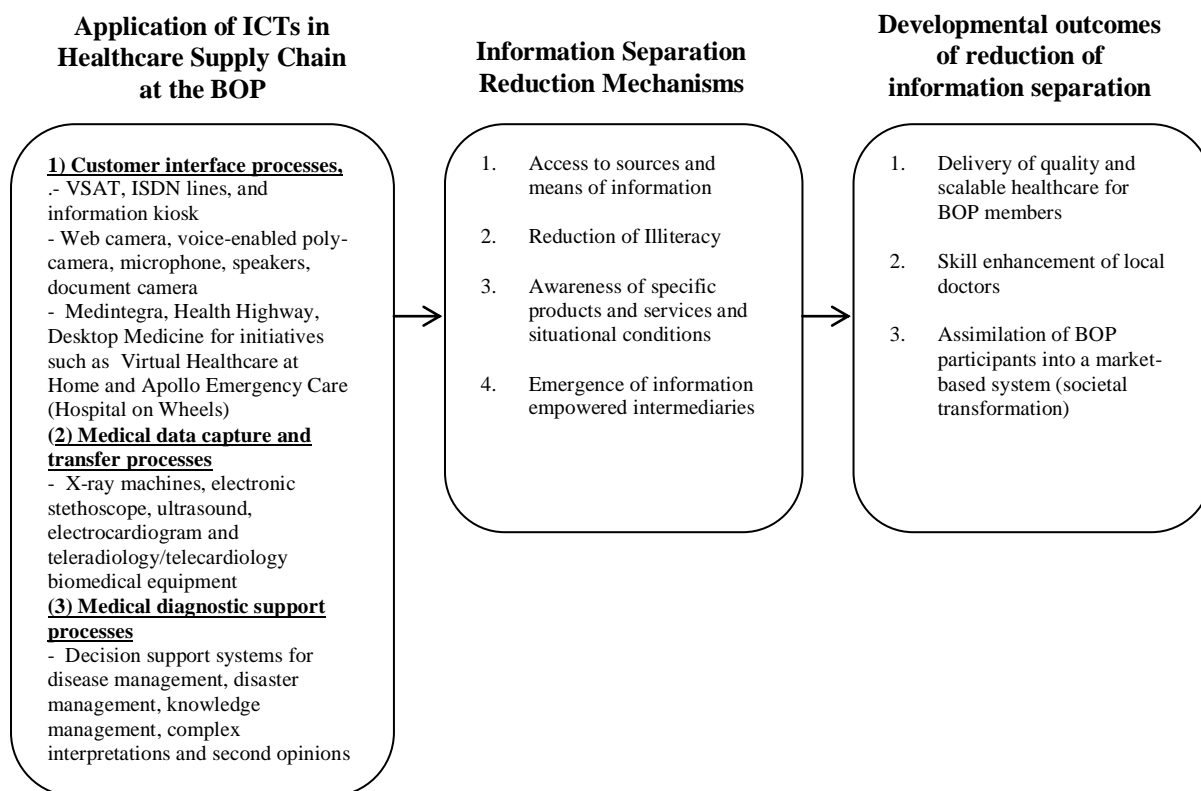 Application of ICTs in
Healthcare Supply Chain
at the BOP
1) Customer interface processes,
.- VSAT, ISDN lines, and
information kiosk
- Web camera, voice-enabled poly-
camera, microphone, speakers,
document camera
- Medintegra, Health Highway,
Desktop Medicine for initiatives
such as Virtual Healthcare at
Home and Apollo Emergency Care
(Hospital on Wheels)
(2) Medical data capture and
transfer processes
- X-ray machines, electronic
stethoscope, ultrasound,
electrocardiogram and
teleradiology/telecardiology
biomedical equipment
(3) Medical diagnostic support
processes
- Decision support systems for
disease management, disaster
management, knowledge
management, complex
interpretations and second opinions
Information Separation
Reduction Mechanisms
1. Access to sources and
means of information
2. Reduction of Illiteracy
3. Awareness of specific
products and services and
situational conditions
4. Emergence of information
empowered intermediaries
Developmental outcomes
of reduction of
information separation
1. Delivery of quality and
scalable healthcare for
BOP members
2. Skill enhancement of local
doctors
3. Assimilation of BOP
participants into a market-
based system (societal
transformation)